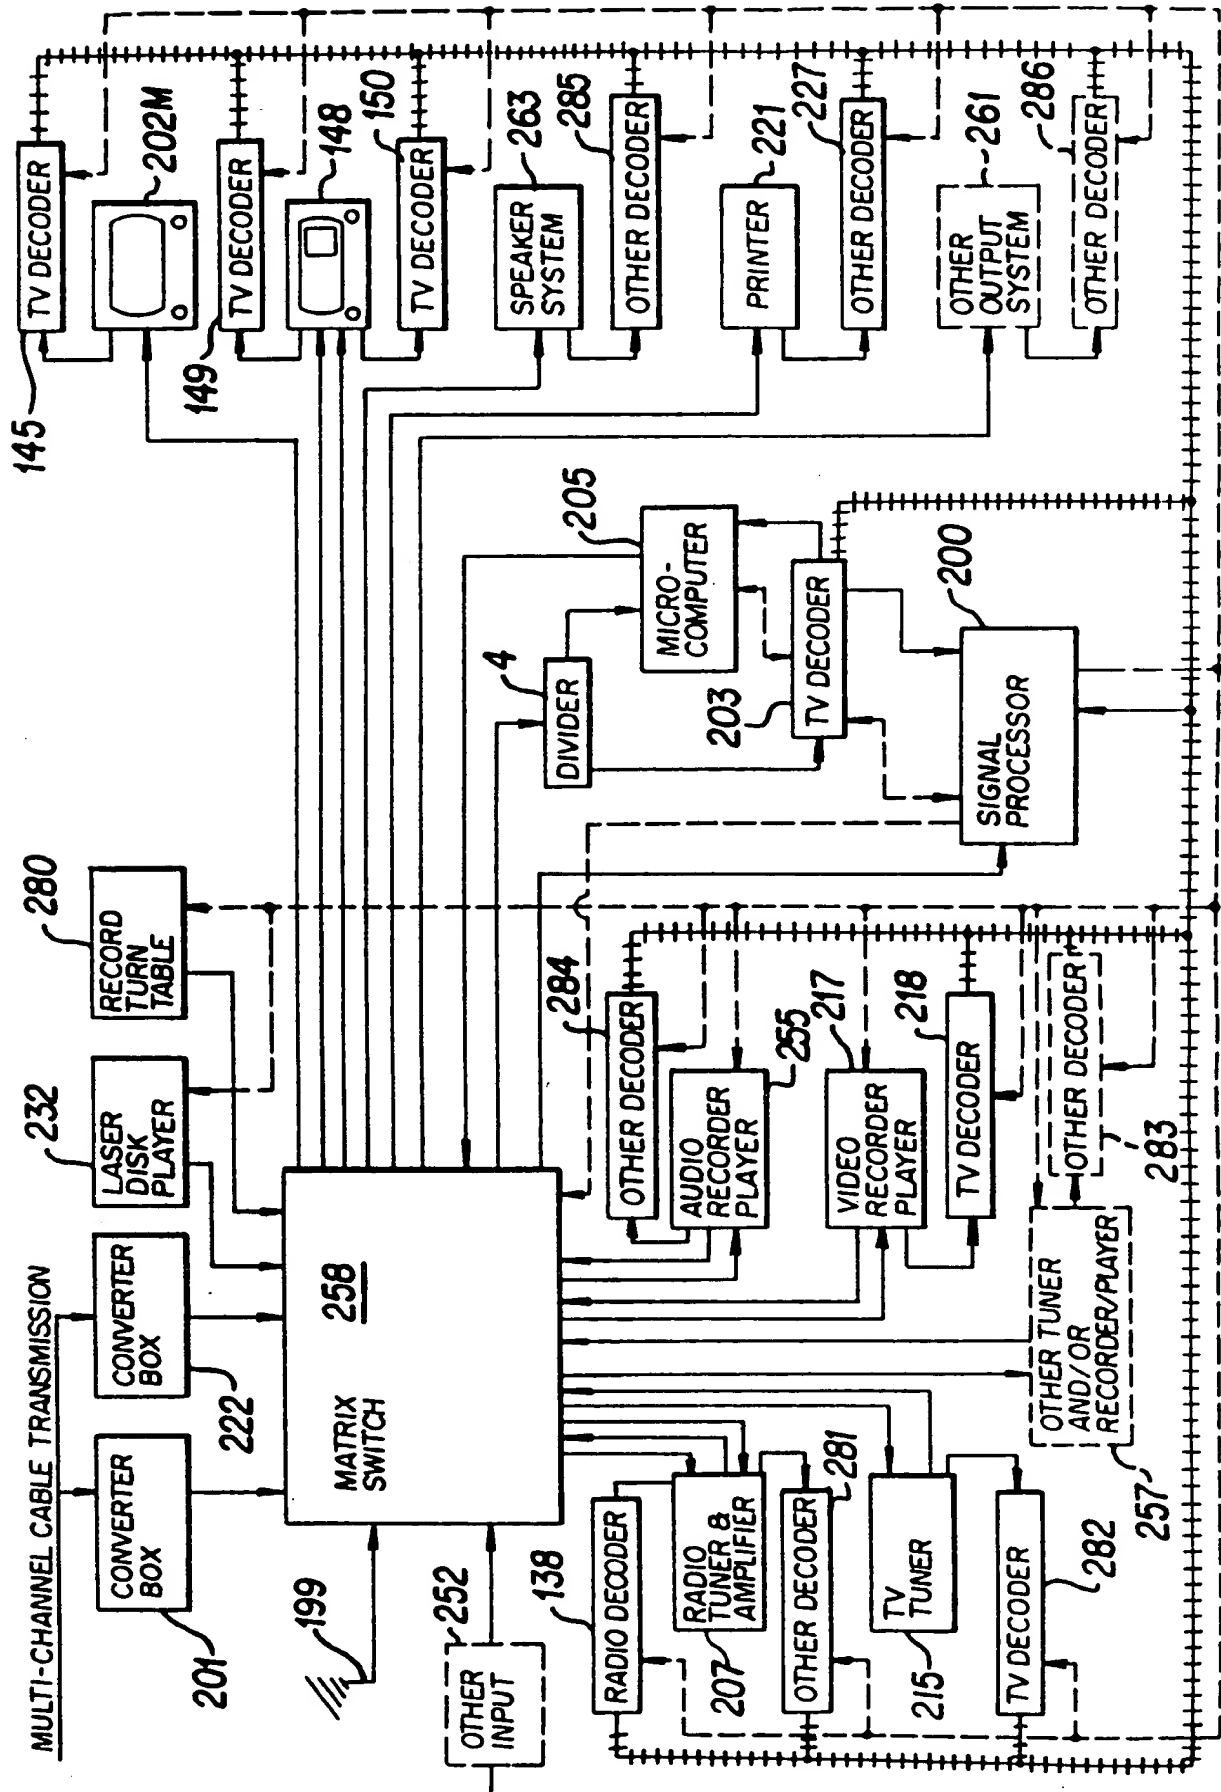 MULTI-CHANNEL CABLE TRANSMISSION
CONVERTER
BOX
201
CONVERTER
BOX
222
LASER
DISK
PLAYER
232
RECORD
TURN
TABLE
280
199
OTHER
INPUT
252
MATRIX
SWITCH
258
TV DECODER
145
202M
TV DECODER
149
148
TV DECODER
150
SPEAKER
SYSTEM
263
OTHER DECODER
285
PRINTER
221
OTHER DECODER
227
OTHER
OUTPUT
SYSTEM
261
OTHER DECODER
286
DIVIDER
4
MICRO-
COMPUTER
205
TV DECODER
203
SIGNAL
PROCESSOR
200
RADIO DECODER
138
RADIO
TUNER &
AMPLIFIER
207
OTHER DECODER
281
TV
TUNER
215
TV DECODER
282
OTHER DECODER
284
AUDIO
RECORDER
PLAYER
255
VIDEO
RECORDER
PLAYER
217
TV DECODER
218
OTHER TUNER
AND/OR
RECORDER/PLAYER
257
OTHER DECODER
283